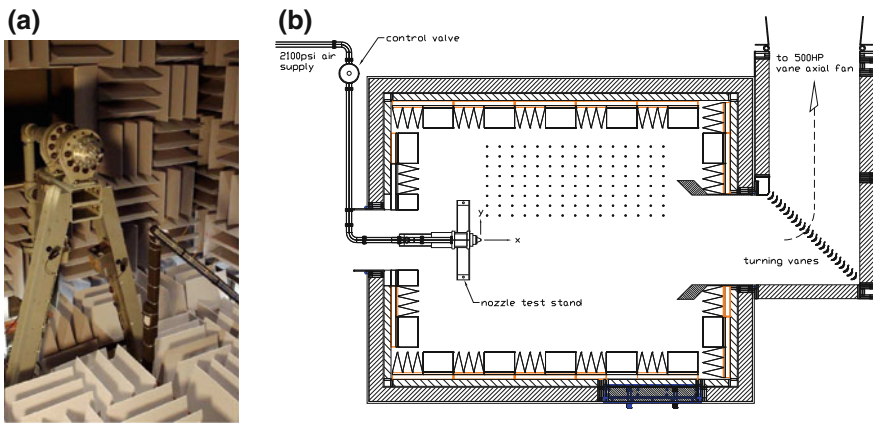 (a)
(b)
control valve
2100psi air
supply
to 500HP
vane axial fan
y
x
turning vanes
nozzle test stand